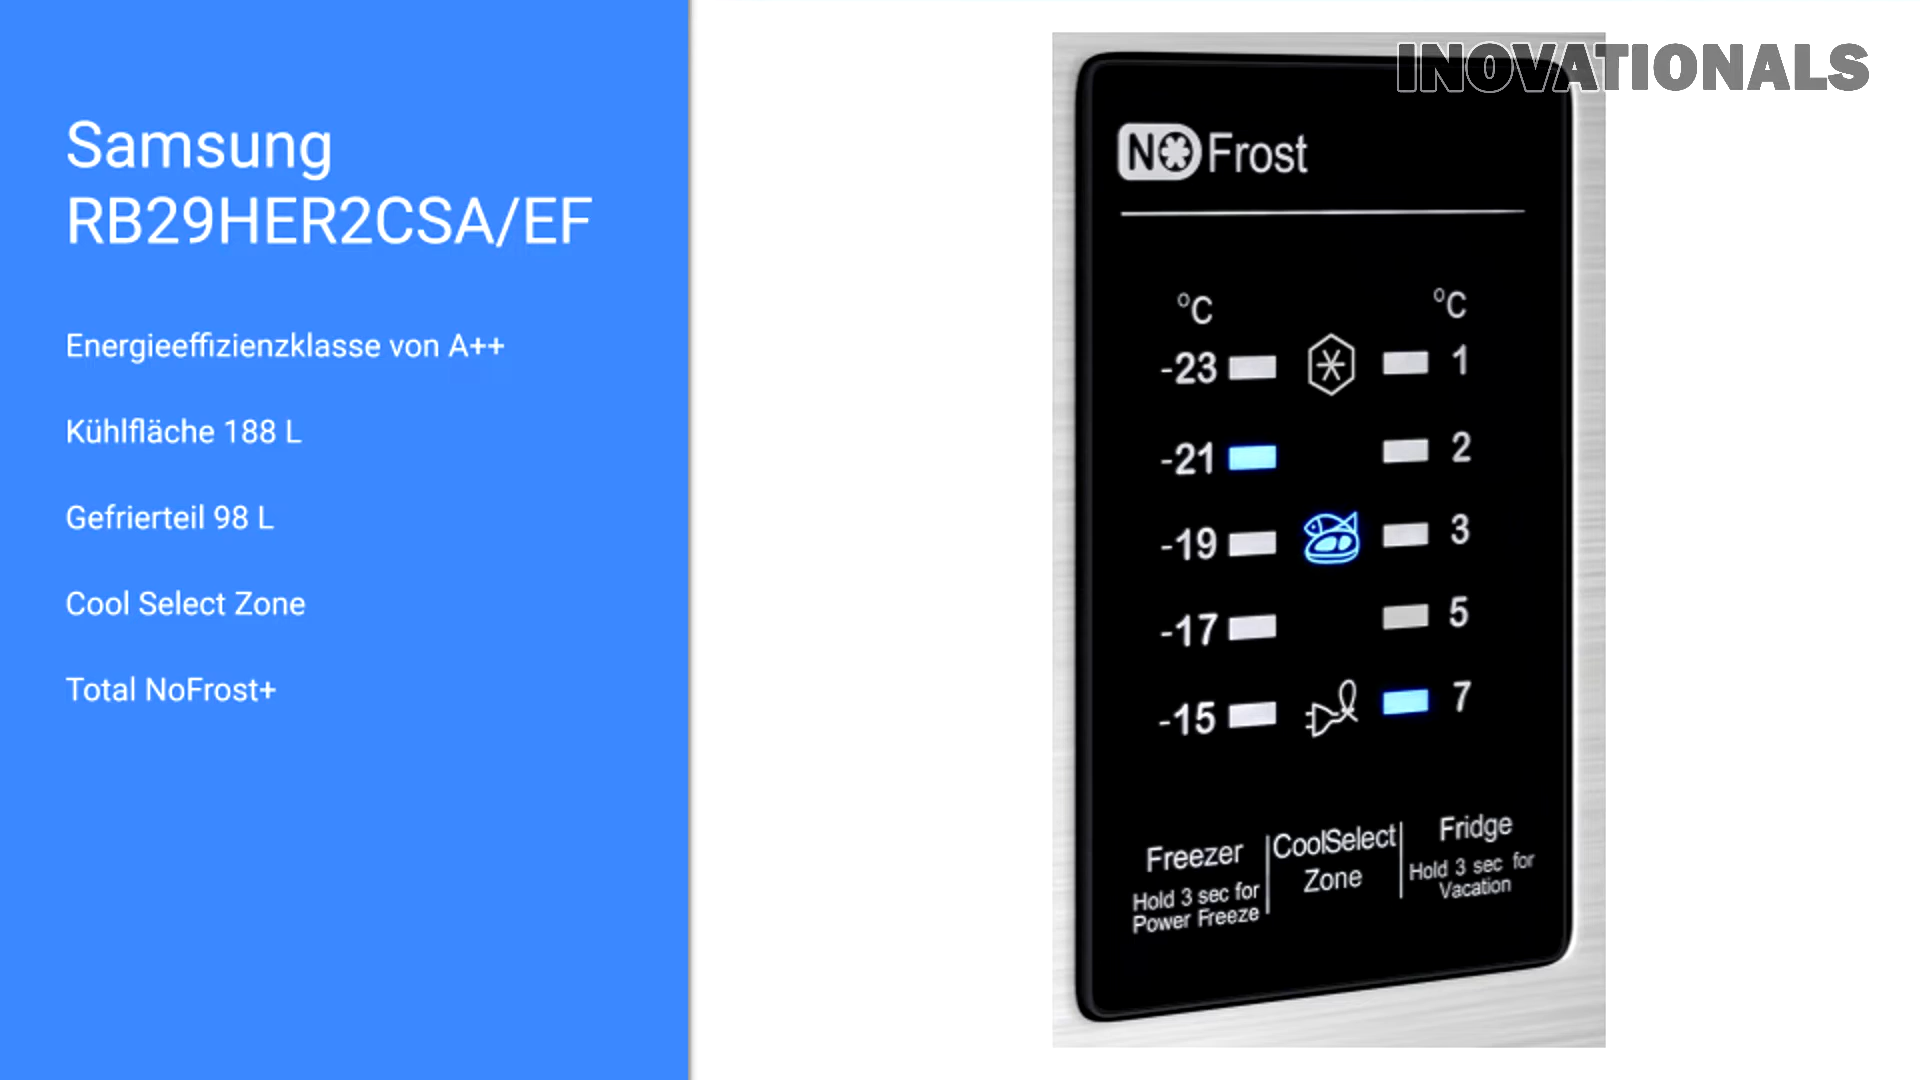 INOVATIONALS
Samsung
RB29HER2CSA/EF
Energieeffizienzklasse von A++
Kühlfläche 188 L
Gefrierteil 98 L
Cool Select Zone
Total NoFrost+
NO Frost
°C °C
-23 1
-21 2
-19 3
-17 5
-15 7
Freezer
Hold 3 sec for
Power Freeze
CoolSelect
Zone
Fridge
Hold 3 sec for
Vacation